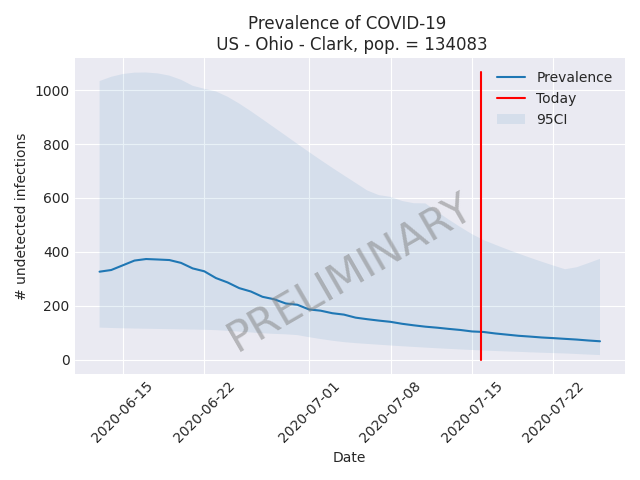 Prevalence of COVID-19
US - Ohio - Clark, pop. = 134083
# undetected infections
1000
800
600
400
200
0
Prevalence
Today
95CI
PRELIMINARY
2020-06-15
2020-06-22
2020-07-01
2020-07-08
2020-07-15
2020-07-22
Date